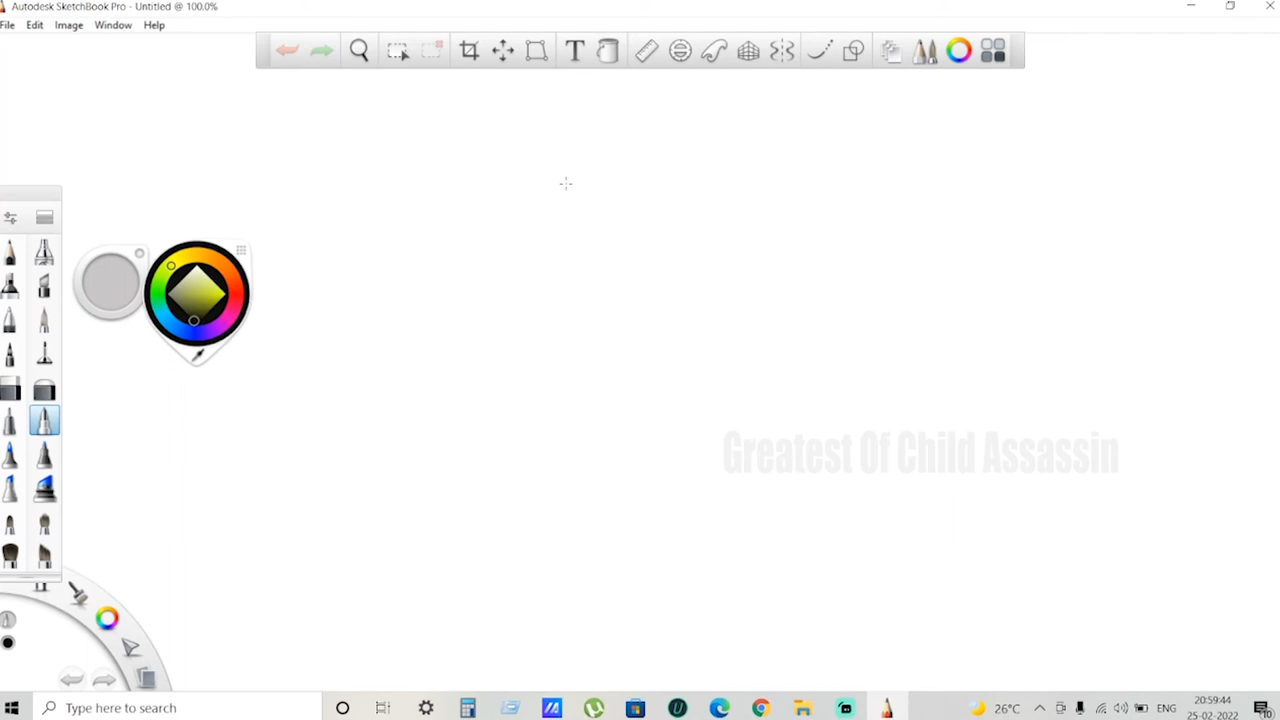 Autodesk SketchBook Pro - Untitled @ 100.0%
File Edit Image Window Help
T
Greatest Of Child Assassin
Type here to search
26°C
ENG
20:59:44
25-02-2022